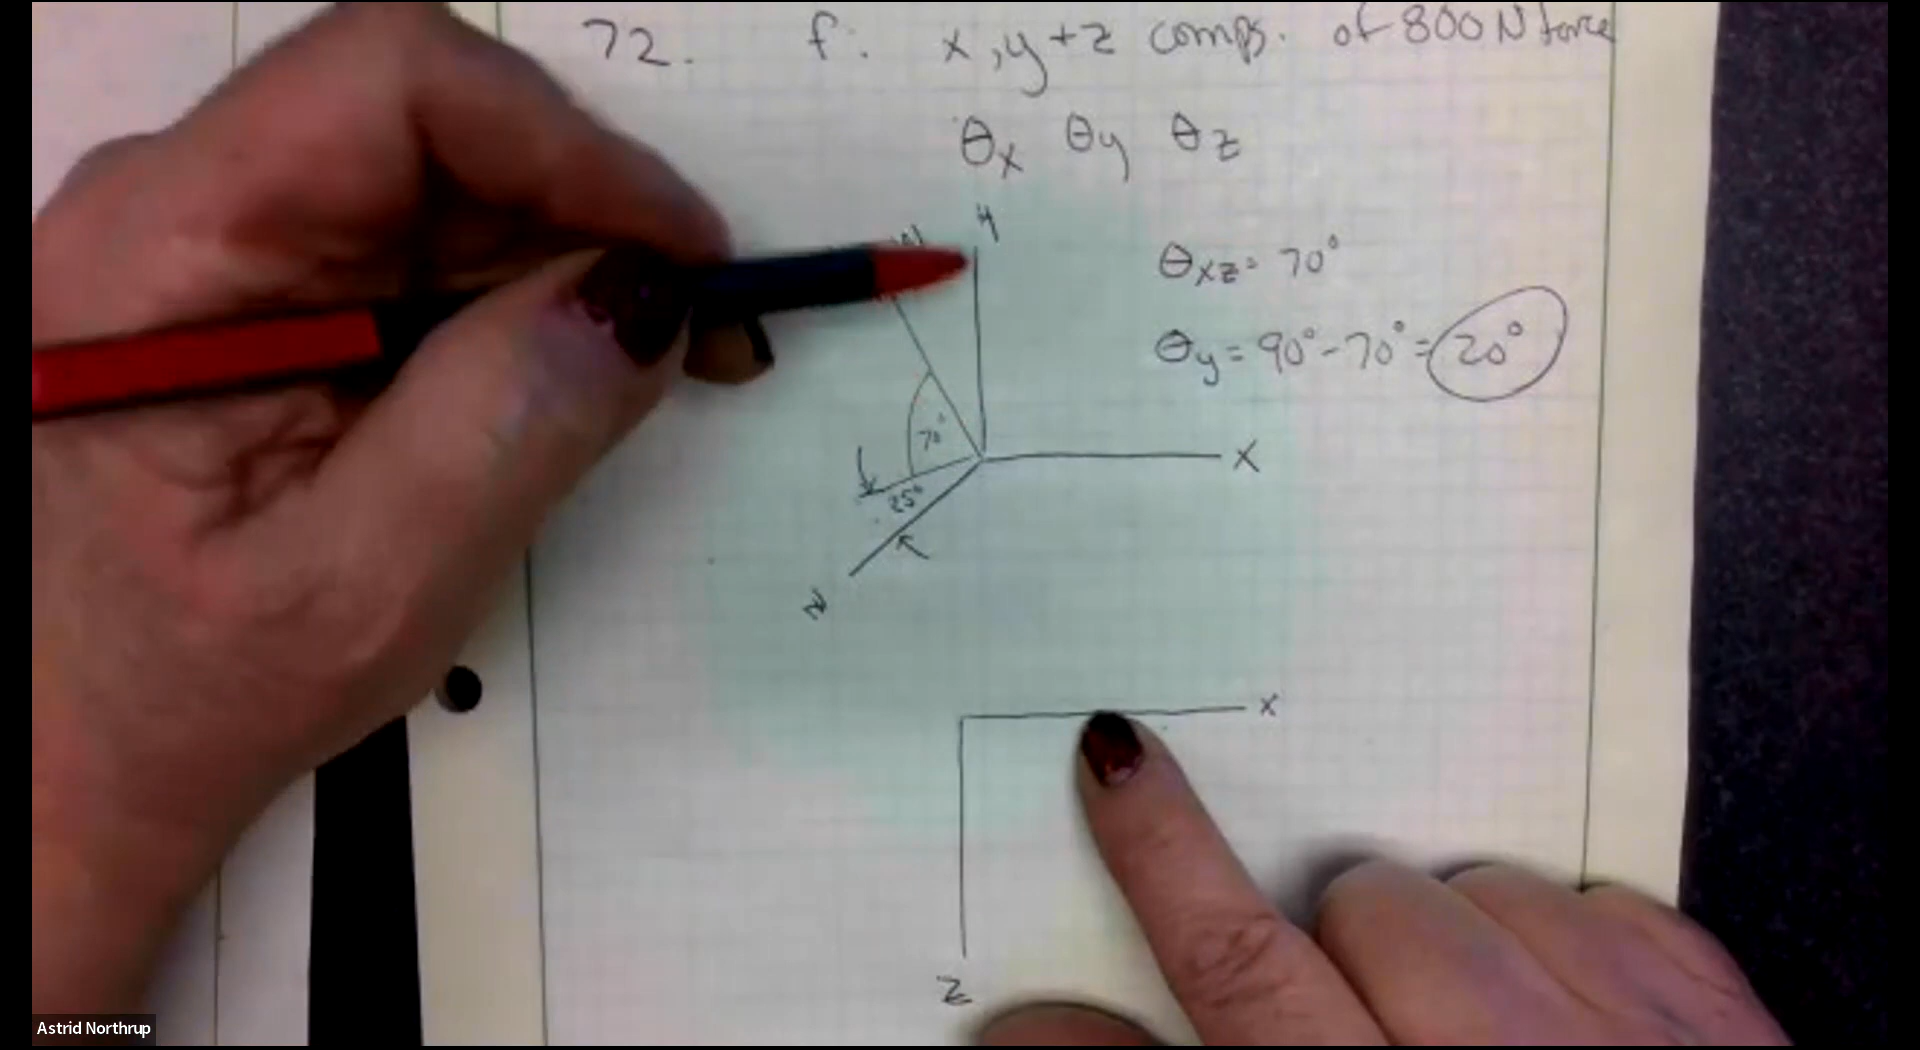 72. f: x, y + z comps. of 800 N force
θx θy θz
y
θxz = 70°
θy = 90° - 70° = 20°
70°
x
25°
z
x
z
Astrid Northrup